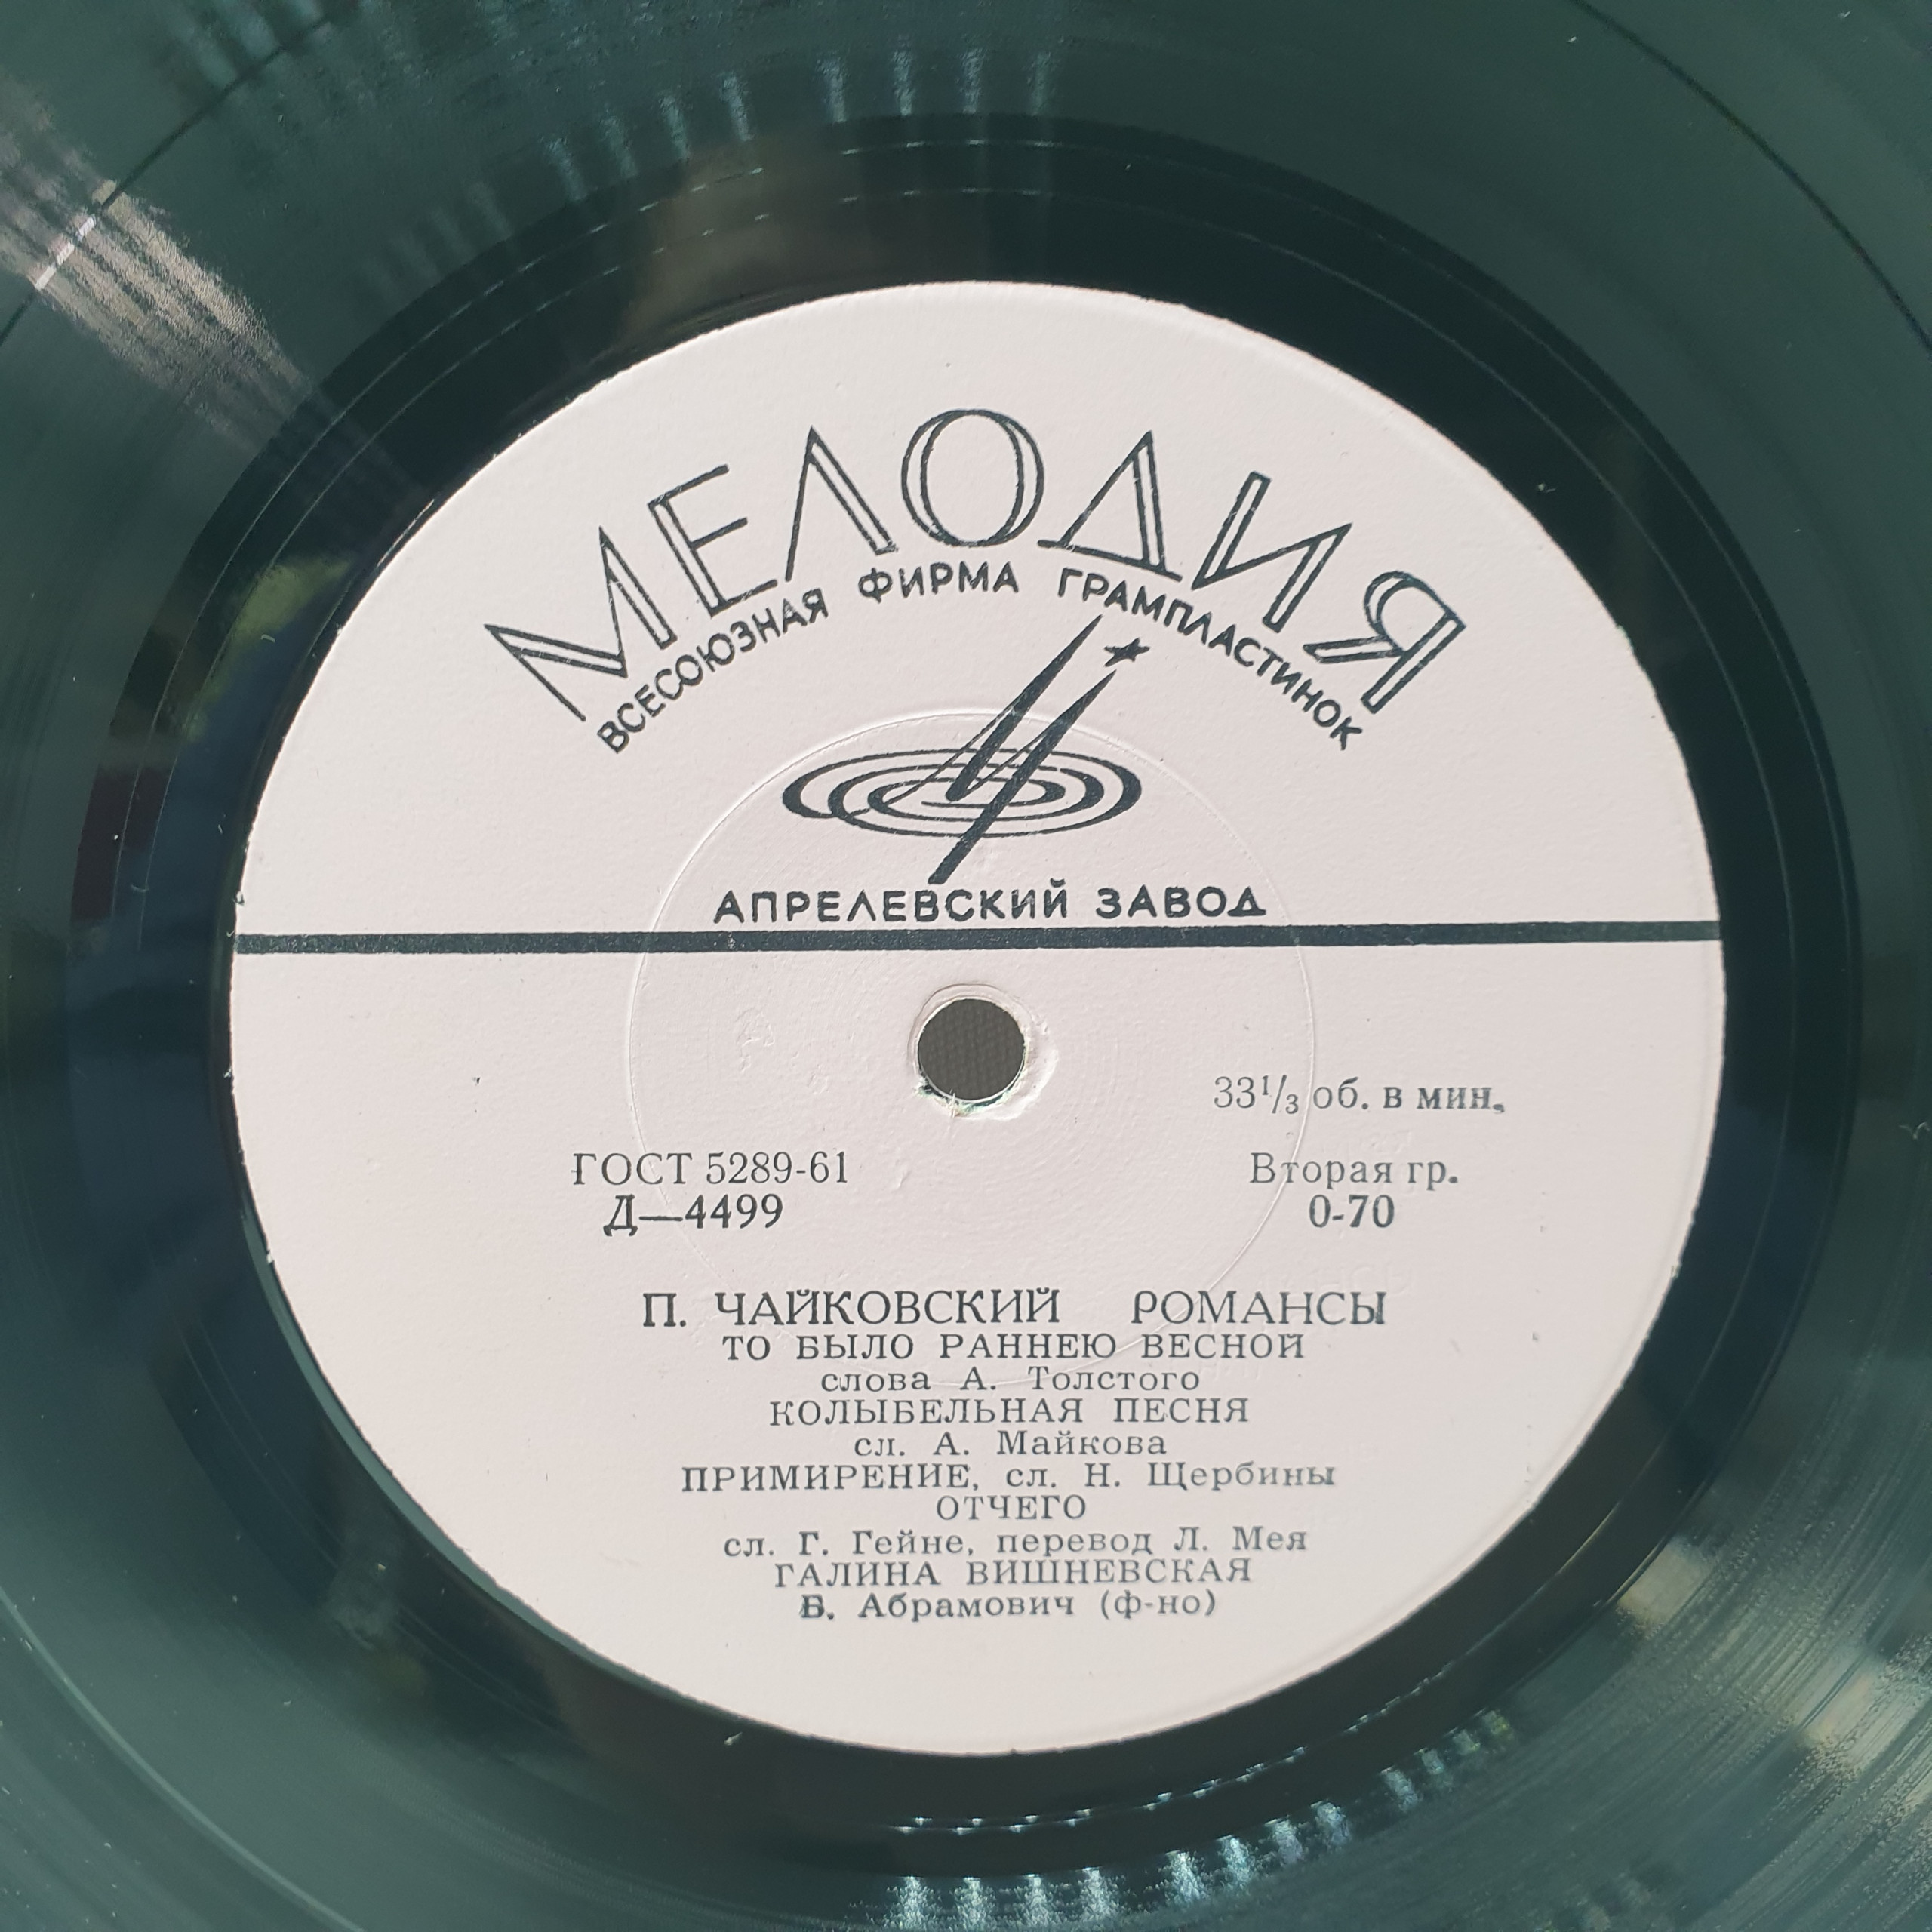 МЕЛОДИЯ
ВСЕСОЮЗНАЯ ФИРМА ГРАМПЛАСТИНОК
АПРЕЛЕВСКИЙ ЗАВОД
33⅓ об. в мин.
ГОСТ 5289-61 Вторая гр.
Д—4499 0-70
П. ЧАЙКОВСКИЙ РОМАНСЫ
ТО БЫЛО РАННЕЮ ВЕСНОЙ
слова А. Толстого
КОЛЫБЕЛЬНАЯ ПЕСНЯ
сл. А. Майкова
ПРИМИРЕНИЕ, сл. Н. Щербины
ОТЧЕГО
сл. Г. Гейне, перевод Л. Мея
ГАЛИНА ВИШНЕВСКАЯ
Б. Абрамович (ф-но)